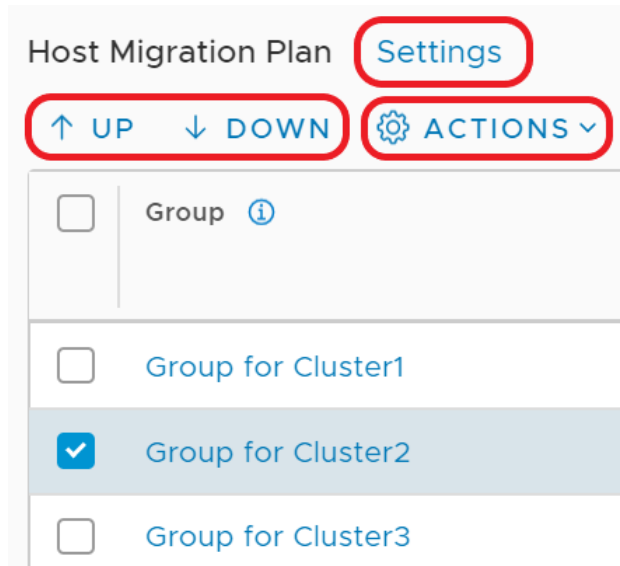 Host Migration Plan Settings
↑ UP ↓ DOWN ACTIONS
Group
Group for Cluster1
Group for Cluster2
Group for Cluster3